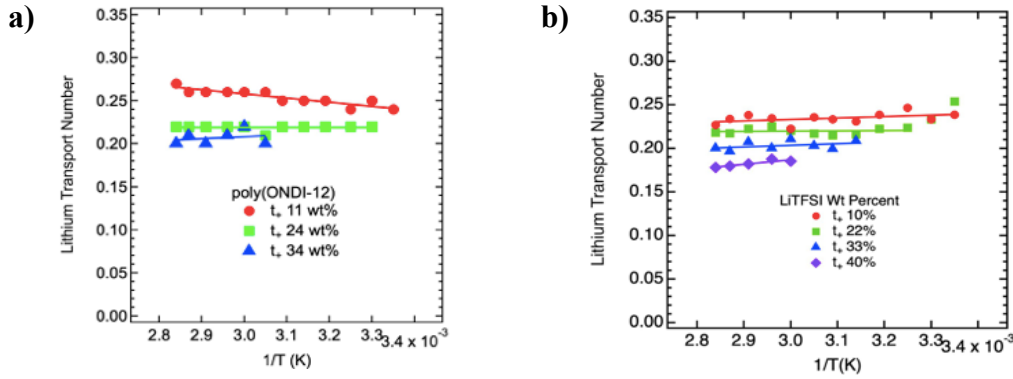 a)
0.35
0.30
0.25
0.20
0.15
0.10
0.05
0.00
Lithium Transport Number
poly(ONDI-12)
t+ 11 wt%
t+ 24 wt%
t+ 34 wt%
2.8 2.9 3.0 3.1 3.2 3.3 3.4 x 10⁻³
1/T (K)
b)
0.35
0.30
0.25
0.20
0.15
0.10
0.05
0.00
Lithium Transport Number
LiTFSI Wt Percent
t+ 10%
t+ 22%
t+ 33%
t+ 40%
2.8 2.9 3.0 3.1 3.2 3.3 3.4 x 10⁻³
1/T(K)